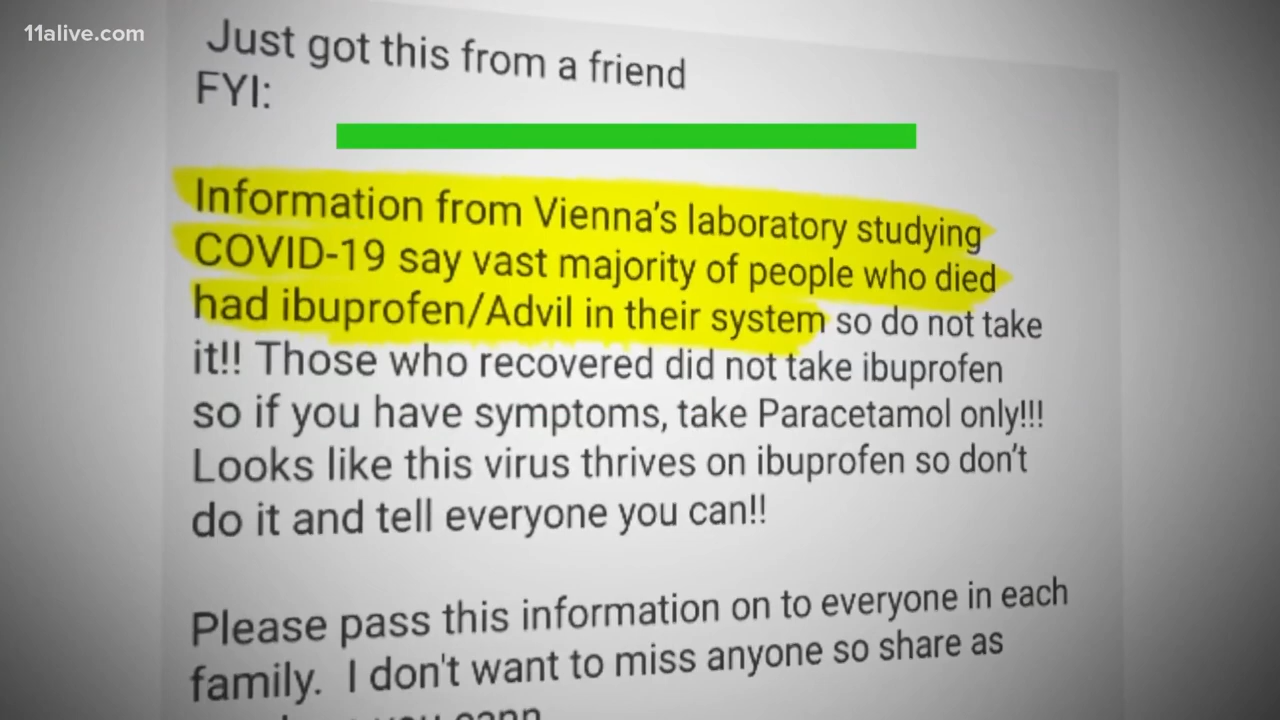 11alive.com
Just got this from a friend
FYI:
Information from Vienna's laboratory studying
COVID-19 say vast majority of people who died
had ibuprofen/Advil in their system so do not take
it!! Those who recovered did not take ibuprofen
so if you have symptoms, take Paracetamol only!!!
Looks like this virus thrives on ibuprofen so don't
do it and tell everyone you can!!
Please pass this information on to everyone in each
family. I don't want to miss anyone so share as